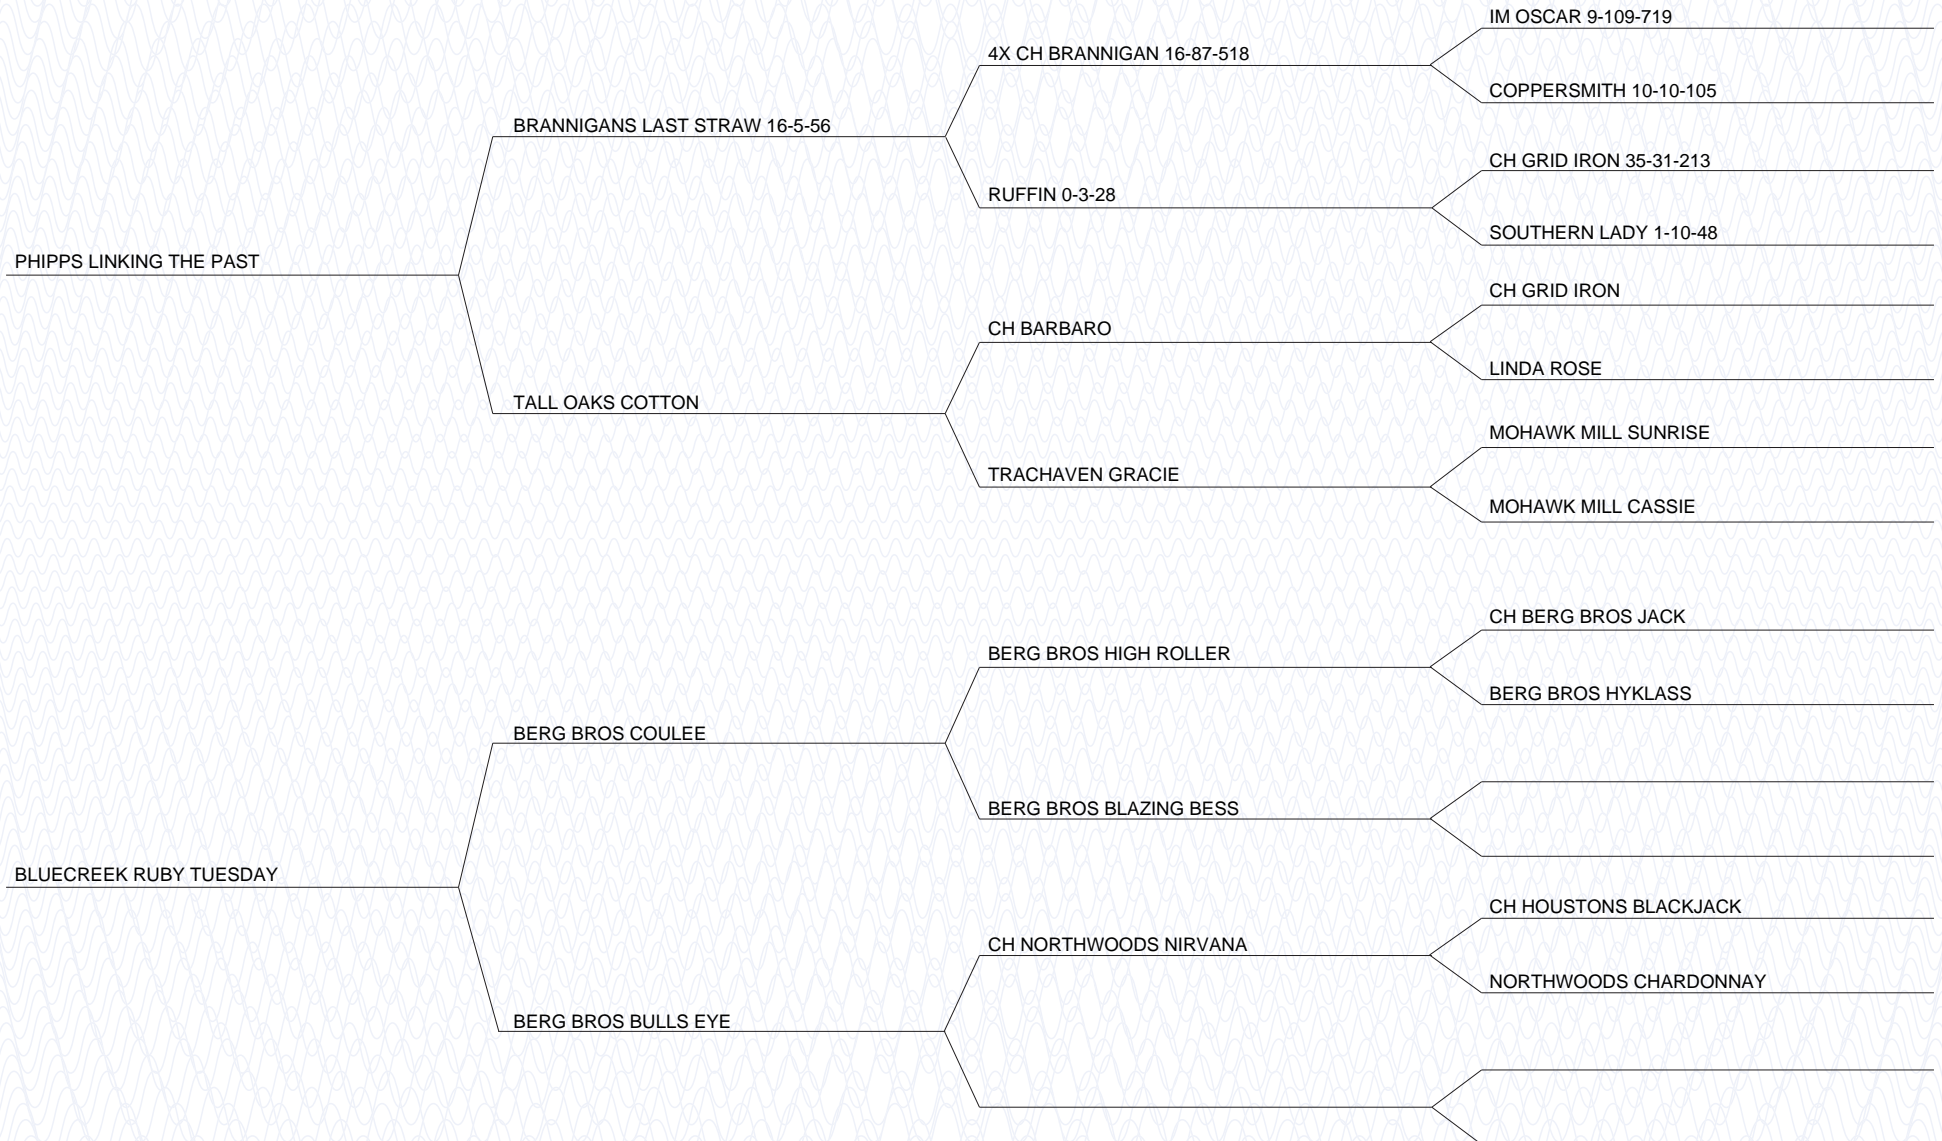 IM OSCAR 9-109-719
4X CH BRANNIGAN 16-87-518
COPPERSMITH 10-10-105
BRANNIGANS LAST STRAW 16-5-56
CH GRID IRON 35-31-213
RUFFIN 0-3-28
SOUTHERN LADY 1-10-48
PHIPPS LINKING THE PAST
CH GRID IRON
CH BARBARO
LINDA ROSE
TALL OAKS COTTON
MOHAWK MILL SUNRISE
TRACHAVEN GRACIE
MOHAWK MILL CASSIE
CH BERG BROS JACK
BERG BROS HIGH ROLLER
BERG BROS HYKLASS
BERG BROS COULEE
BERG BROS BLAZING BESS
BLUECREEK RUBY TUESDAY
CH HOUSTONS BLACKJACK
CH NORTHWOODS NIRVANA
NORTHWOODS CHARDONNAY
BERG BROS BULLS EYE